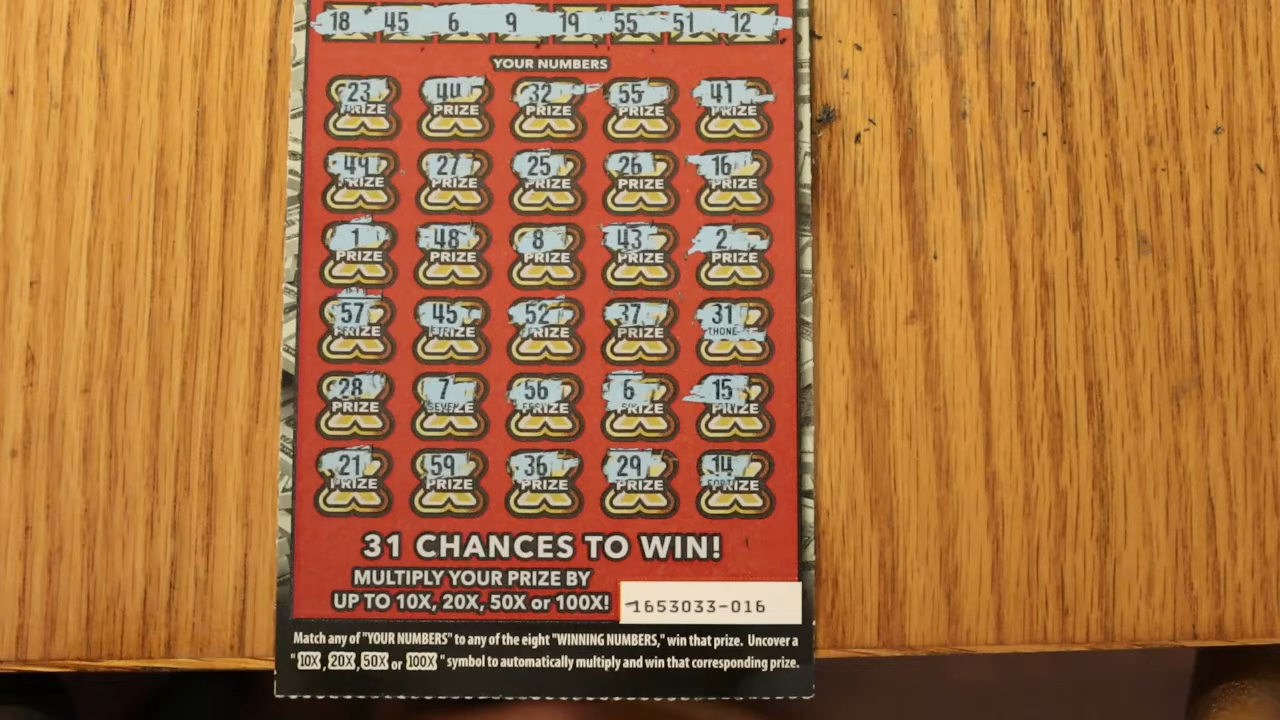 18 45 6 9 19 55 51 12
YOUR NUMBERS
23 44 32 55 41
PRIZE PRIZE PRIZE PRIZE PRIZE
49 27 25 26 16
PRIZE PRIZE PRIZE PRIZE PRIZE
1 48 8 43 2
PRIZE PRIZE PRIZE PRIZE PRIZE
57 45 52 37 31
PRIZE PRIZE PRIZE PRIZE THONE
28 7 56 6 15
PRIZE PRIZE PRIZE PRIZE
21 59 36 29 14
PRIZE PRIZE PRIZE PRIZE PRIZE
31 CHANCES TO WIN!
MULTIPLY YOUR PRIZE BY
UP TO 10X, 20X, 50X or 100X!
1653033-016
Match any of "YOUR NUMBERS" to any of the eight "WINNING NUMBERS," win that prize. Uncover a
"10X, 20X, 50X or 100X" symbol to automatically multiply and win that corresponding prize.